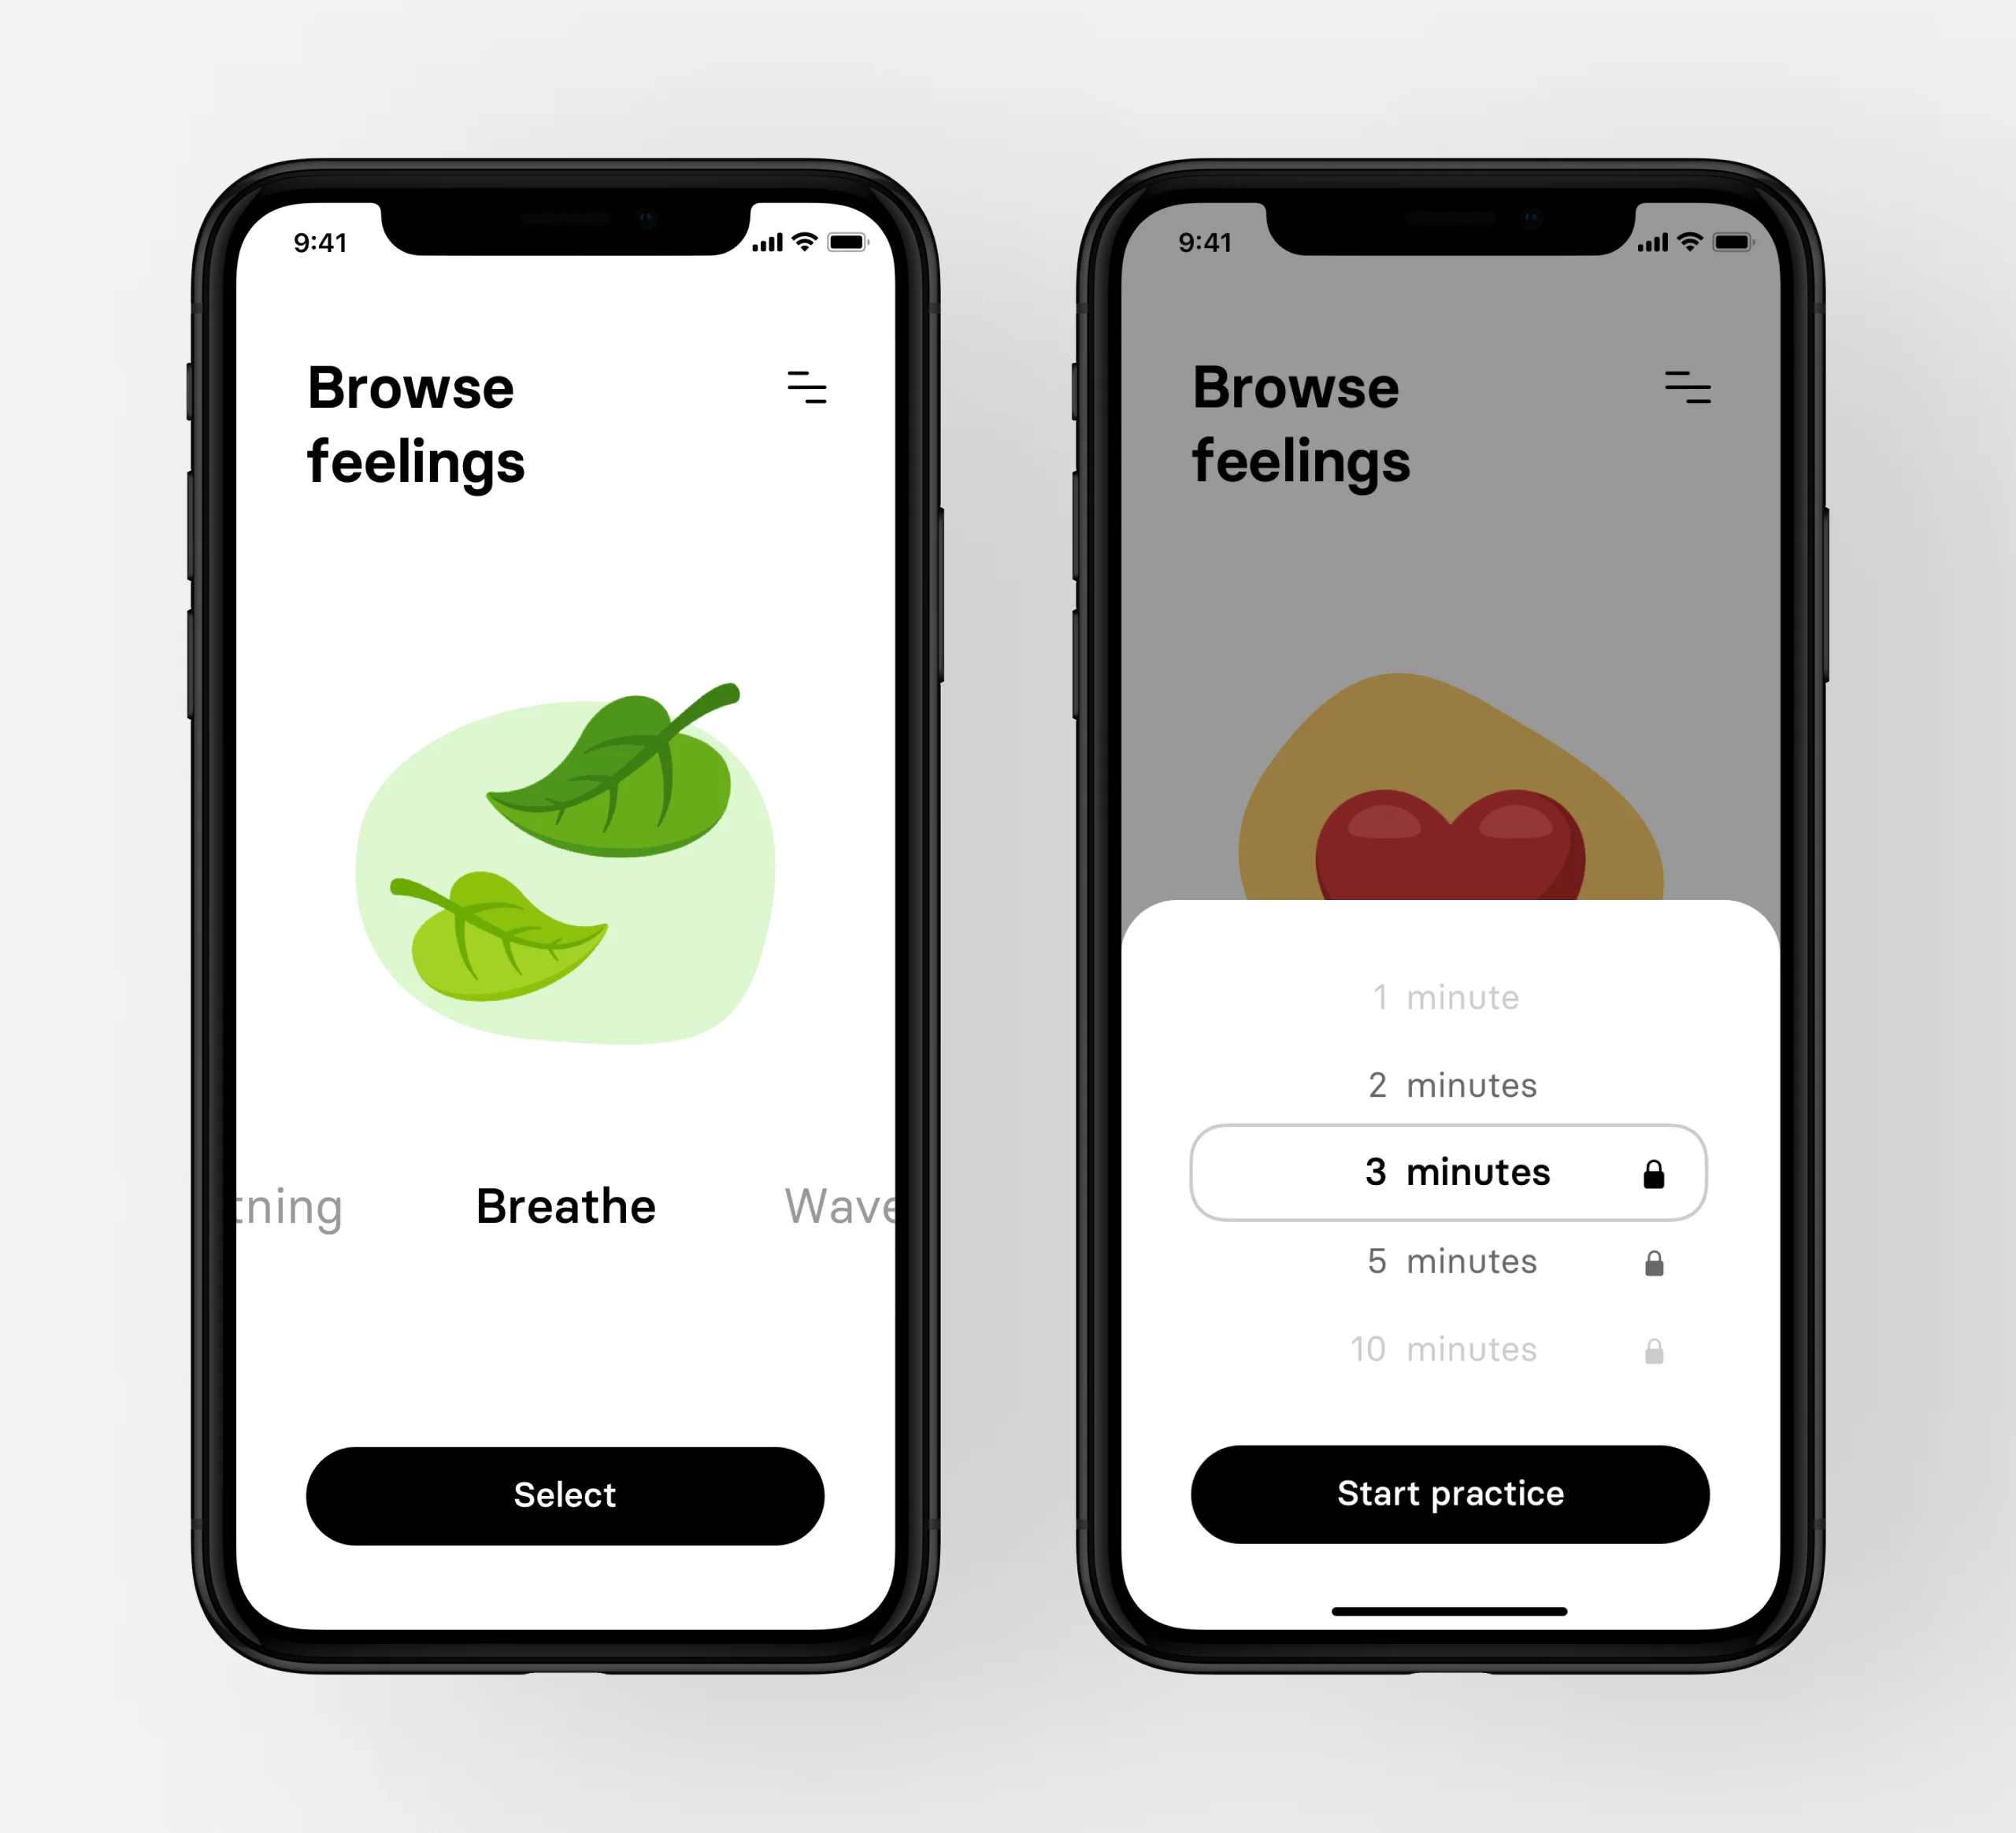 9:41
Browse
feelings
tning Breathe Wave
Select
9:41
Browse
feelings
1 minute
2 minutes
3 minutes
5 minutes
10 minutes
Start practice